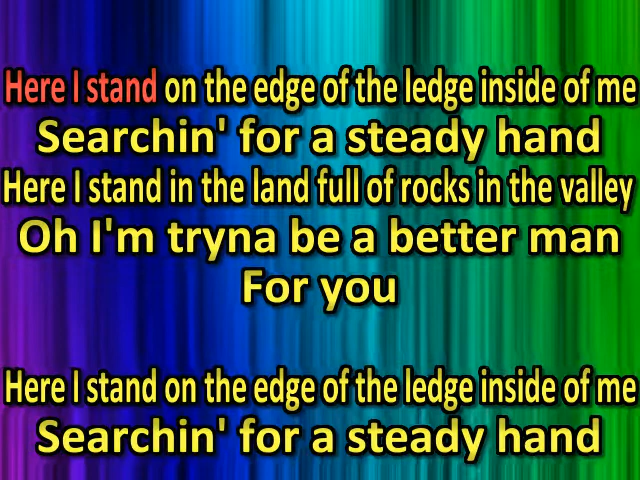 Here I stand on the edge of the ledge inside of me
Searchin' for a steady hand
Here I stand in the land full of rocks in the valley
Oh I'm tryna be a better man
For you
Here I stand on the edge of the ledge inside of me
Searchin' for a steady hand